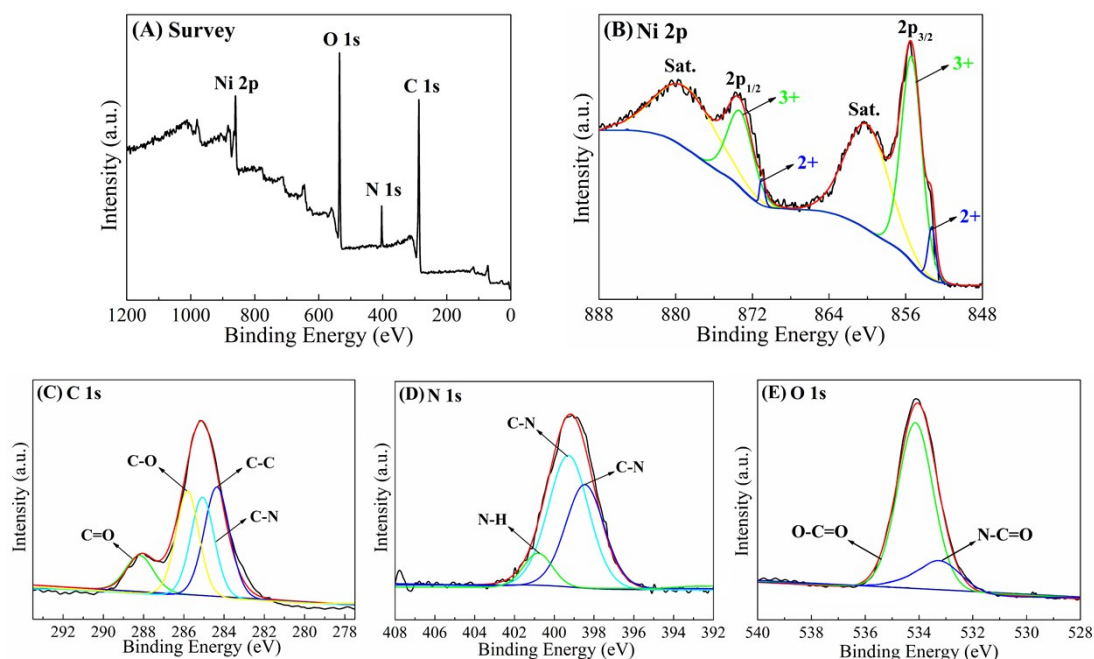 (A) Survey
O 1s
C 1s
Ni 2p
N 1s
Intensity (a.u.)
1200 1000 800 600 400 200 0
Binding Energy (eV)
(B) Ni 2p
2p3/2
3+
Sat.
2p1/2
3+
Sat.
2+
2+
Intensity (a.u.)
888 880 872 864 856 848
Binding Energy (eV)
(C) C 1s
C-O
C-C
C=O
C-N
Intensity (a.u.)
292 290 288 286 284 282 280 278
Binding Energy (eV)
(D) N 1s
C-N
C-N
N-H
Intensity (a.u.)
408 406 404 402 400 398 396 394 392
Binding Energy (eV)
(E) O 1s
O-C=O
N-C=O
Intensity (a.u.)
540 538 536 534 532 530 528
Binding Energy (eV)